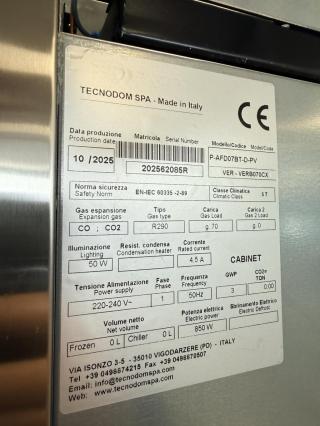 TECNODOM SPA - Made in Italy
CE
Data produzione
Production date
Matricola Serial Number
Modello/Codice Model/Code
10 / 2025
202562085R
P-AFD07BT-D-PV
VER - VERB070CX
Norma sicurezza
Safety Norm
EN-IEC 60335 -2-89
Classe Climatica
Climatic Class
5T
Gas espansione
Expansion gas
Tipo
Gas type
Carica
Gas Load
Carica 2
Gas 2 Load
CO ; CO2
R290
g. 70
g. 0
Illuminazione
Lighting
Resist. condensa
Condensation heater
Corrente
Rated current
50 W
4.5 A
CABINET
Tensione Alimentazione
Power supply
Fase
Phase
Frequenza
Frequency
GWP
CO2e
TON
220-240 V~
1
50Hz
3
0.00
Volume netto
Net volume
Potenza elettrica
Electric power
Sbrinamento Elettrico
Electric Defrost
Frozen 0 L Chiller 0 L
850 W
VIA ISONZO 3-5 - 35010 VIGODARZERE (PD) - ITALY
Tel +39 0498874215 Fax +39 0498870507
Email: info@tecnodomspa.com
Web: www.tecnodomspa.com